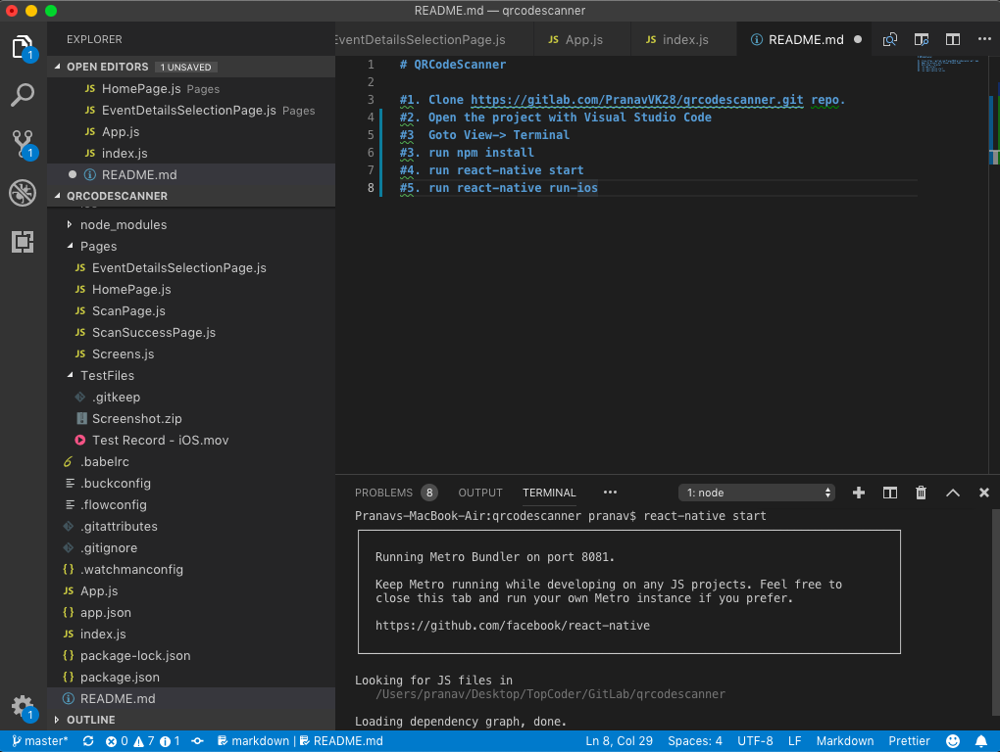 README.md — qrcodescanner
EXPLORER
EventDetailsSelectionPage.js
JS App.js
JS index.js
README.md
OPEN EDITORS 1 UNSAVED
JS HomePage.js Pages
JS EventDetailsSelectionPage.js Pages
JS App.js
JS index.js
README.md
QRCODESCANNER
node_modules
Pages
JS EventDetailsSelectionPage.js
JS HomePage.js
JS ScanPage.js
JS ScanSuccessPage.js
JS Screens.js
TestFiles
.gitkeep
Screenshot.zip
Test Record - iOS.mov
.babelrc
.buckconfig
.flowconfig
.gitattributes
.gitignore
{} .watchmanconfig
JS App.js
{} app.json
JS index.js
{} package-lock.json
{} package.json
README.md
OUTLINE
1
1
1
1 # QRCodeScanner
2
3 #1. Clone https://gitlab.com/PranavVK28/qrcodescanner.git repo.
4 #2. Open the project with Visual Studio Code
5 #3  Goto View-> Terminal
6 #3. run npm install
7 #4. run react-native start
8 #5. run react-native run-ios
PROBLEMS 8 OUTPUT TERMINAL ••• 1: node
Pranavs-MacBook-Air:qrcodescanner pranav$ react-native start
Running Metro Bundler on port 8081.
Keep Metro running while developing on any JS projects. Feel free to
close this tab and run your own Metro instance if you prefer.
https://github.com/facebook/react-native
Looking for JS files in
/Users/pranav/Desktop/TopCoder/GitLab/qrcodescanner
Loading dependency graph, done.
master* 0 7 1 markdown | README.md Ln 8, Col 29 Spaces: 4 UTF-8 LF Markdown Prettier